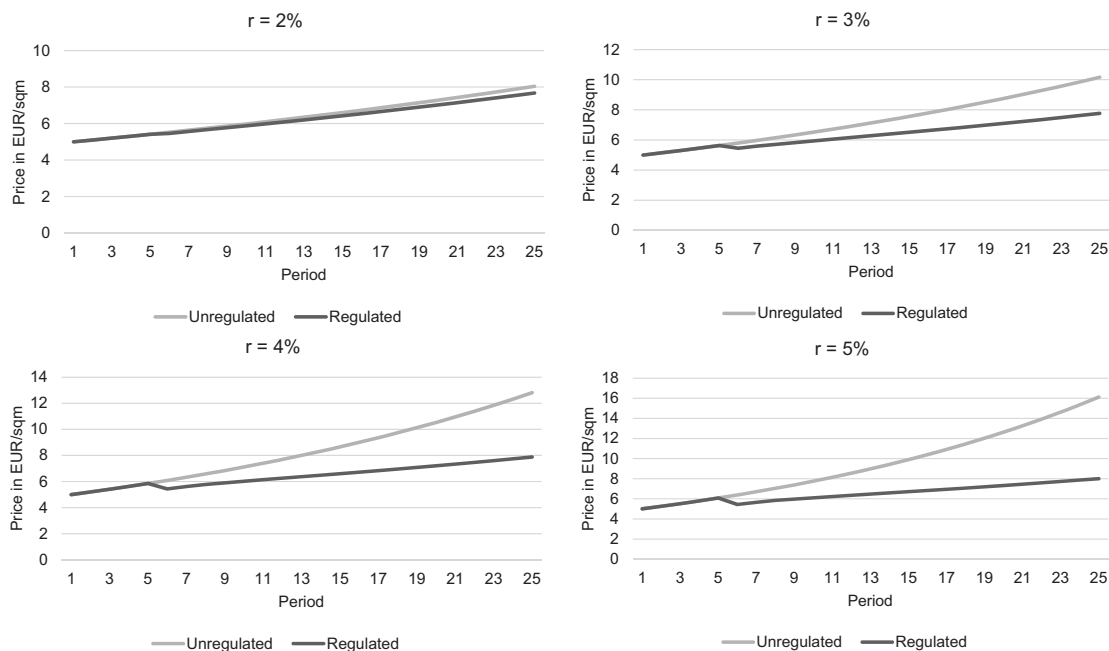 r = 2%
Price in EUR/sqm
10
8
6
4
2
0
1 3 5 7 9 11 13 15 17 19 21 23 25
Period
Unregulated Regulated
r = 3%
Price in EUR/sqm
12
10
8
6
4
2
0
1 3 5 7 9 11 13 15 17 19 21 23 25
Period
Unregulated Regulated
r = 4%
Price in EUR/sqm
14
12
10
8
6
4
2
0
1 3 5 7 9 11 13 15 17 19 21 23 25
Period
Unregulated Regulated
r = 5%
Price in EUR/sqm
18
16
14
12
10
8
6
4
2
0
1 3 5 7 9 11 13 15 17 19 21 23 25
Period
Unregulated Regulated